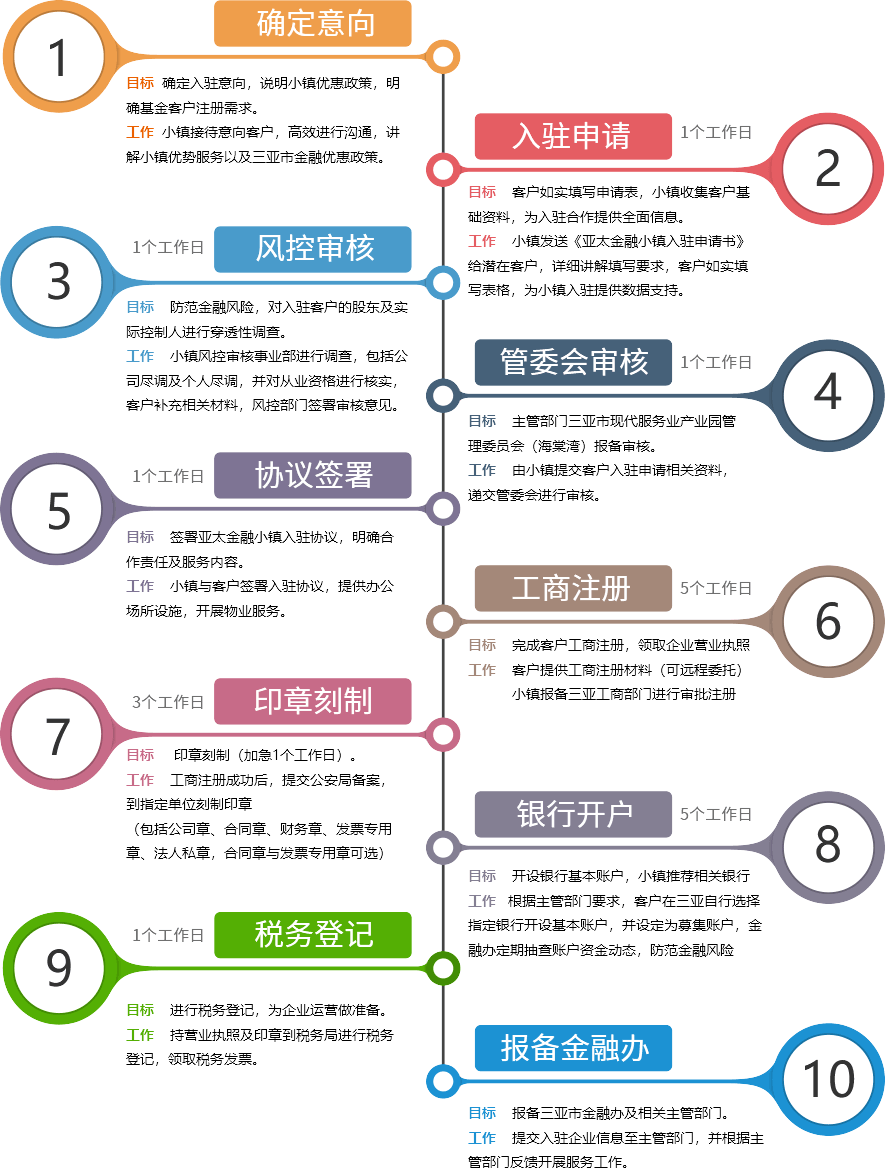 1
确定意向
目标 确定入驻意向，说明小镇优惠政策，明
确基金客户注册需求。
工作 小镇接待意向客户，高效进行沟通，讲
解小镇优势服务以及三亚市金融优惠政策。
入驻申请
1个工作日
2
目标 客户如实填写申请表，小镇收集客户基
础资料，为入驻合作提供全面信息。
工作 小镇发送《亚太金融小镇入驻申请书》
给潜在客户，详细讲解填写要求，客户如实填
写表格，为小镇入驻提供数据支持。
3
1个工作日
风控审核
目标 防范金融风险，对入驻客户的股东及实
际控制人进行穿透性调查。
工作 小镇风控审核事业部进行调查，包括公
司尽调及个人尽调，并对从业资格进行核实，
客户补充相关材料，风控部门签署审核意见。
管委会审核
1个工作日
4
目标 主管部门三亚市现代服务业产业园管
理委员会（海棠湾）报备审核。
工作 由小镇提交客户入驻申请相关资料，
递交管委会进行审核。
5
1个工作日
协议签署
目标 签署亚太金融小镇入驻协议，明确合
作责任及服务内容。
工作 小镇与客户签署入驻协议，提供办公
场所设施，开展物业服务。
工商注册
5个工作日
6
目标 完成客户工商注册，领取企业营业执照
工作 客户提供工商注册材料（可远程委托）
小镇报备三亚工商部门进行审批注册
7
3个工作日
印章刻制
目标 印章刻制（加急1个工作日）。
工作 工商注册成功后，提交公安局备案，
到指定单位刻制印章
（包括公司章、合同章、财务章、发票专用
章、法人私章，合同章与发票专用章可选）
银行开户
5个工作日
8
目标 开设银行基本账户，小镇推荐相关银行
工作 根据主管部门要求，客户在三亚自行选择
指定银行开设基本账户，并设定为募集账户，金
融办定期抽查账户资金动态，防范金融风险
9
1个工作日
税务登记
目标 进行税务登记，为企业运营做准备。
工作 持营业执照及印章到税务局进行税务
登记，领取税务发票。
报备金融办
10
目标 报备三亚市金融办及相关主管部门。
工作 提交入驻企业信息至主管部门，并根据主
管部门反馈开展服务工作。